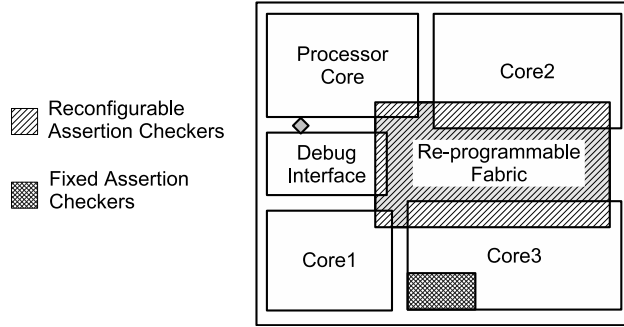 Processor
Core
Core2
Reconfigurable
Assertion Checkers
Debug
Interface
Re-programmable
Fabric
Fixed Assertion
Checkers
Core1
Core3